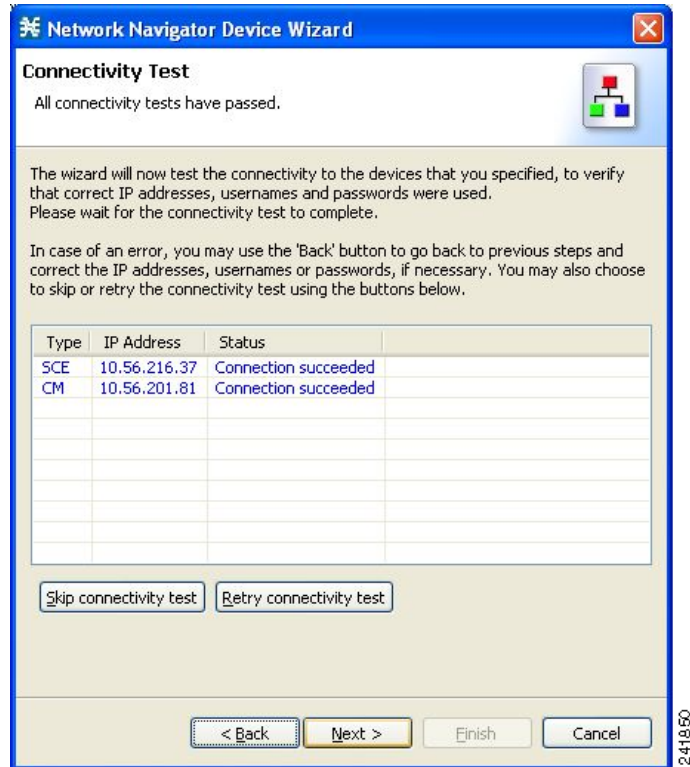 Network Navigator Device Wizard
Connectivity Test
All connectivity tests have passed.
The wizard will now test the connectivity to the devices that you specified, to verify
that correct IP addresses, usernames and passwords were used.
Please wait for the connectivity test to complete.
In case of an error, you may use the 'Back' button to go back to previous steps and
correct the IP addresses, usernames or passwords, if necessary. You may also choose
to skip or retry the connectivity test using the buttons below.
Type IP Address Status
SCE 10.56.216.37 Connection succeeded
CM 10.56.201.81 Connection succeeded
Skip connectivity test Retry connectivity test
< Back Next > Finish Cancel
241850